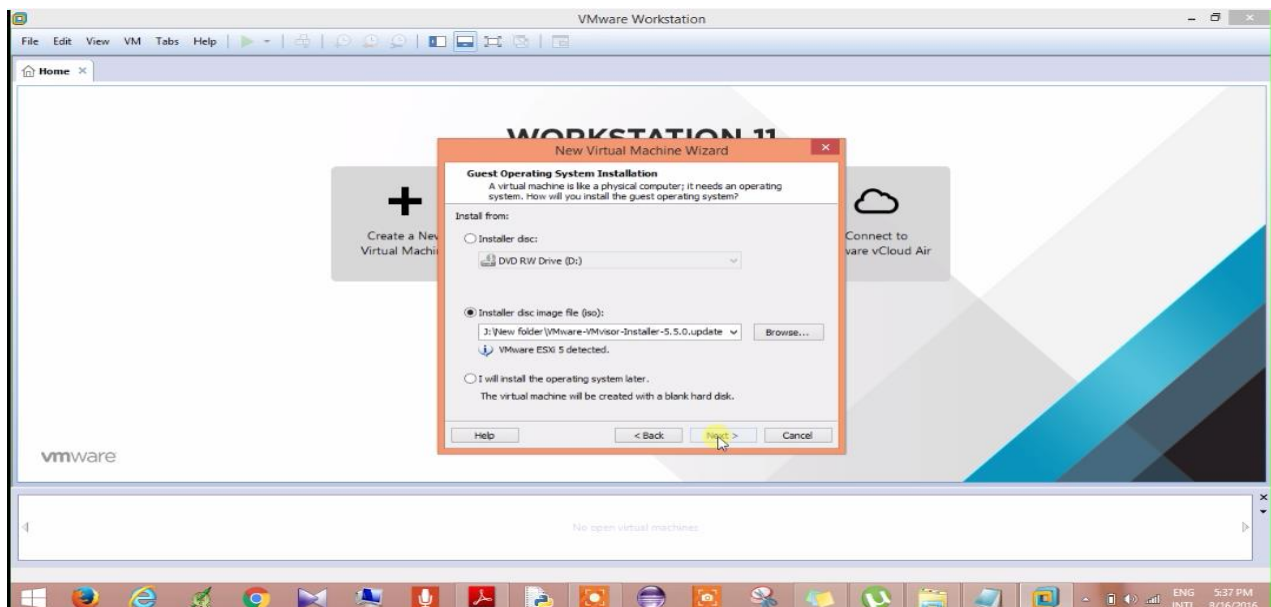 VMware Workstation
File Edit View VM Tabs Help
Home
WORKSTATION 11
New Virtual Machine Wizard
Guest Operating System Installation
A virtual machine is like a physical computer; it needs an operating
system. How will you install the guest operating system?
Install from:
Installer disc:
DVD RW Drive (D:)
Installer disc image file (iso):
J:\New folder\VMware-VMvisor-Installer-5.5.0.update
Browse...
VMware ESXi 5 detected.
I will install the operating system later.
The virtual machine will be created with a blank hard disk.
Help
< Back
Next >
Cancel
Create a New
Virtual Machi
Connect to
ware vCloud Air
vmware
No open virtual machines
ENG 5:37 PM
INTL 8/16/2016